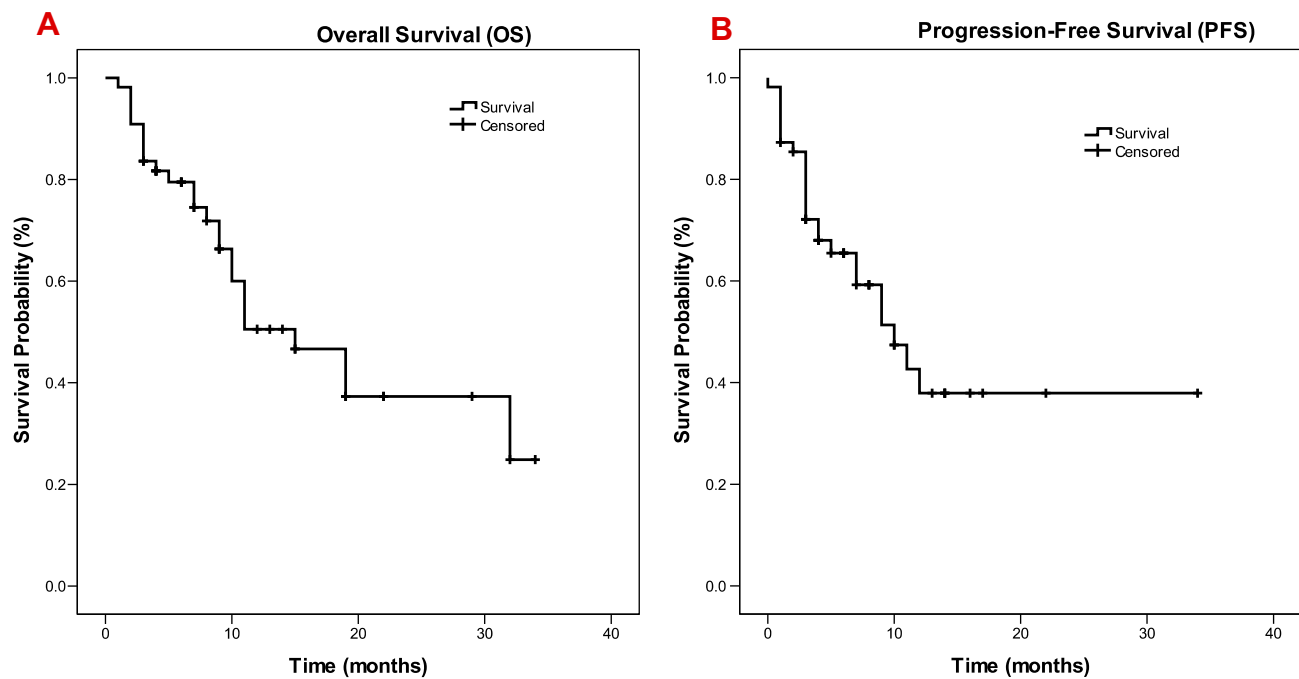 A
Overall Survival (OS)
Survival
Censored
1.0
0.8
0.6
0.4
0.2
0.0
Survival Probability (%)
0 10 20 30 40
Time (months)
B
Progression-Free Survival (PFS)
Survival
Censored
1.0
0.8
0.6
0.4
0.2
0.0
Survival Probability (%)
0 10 20 30 40
Time (months)